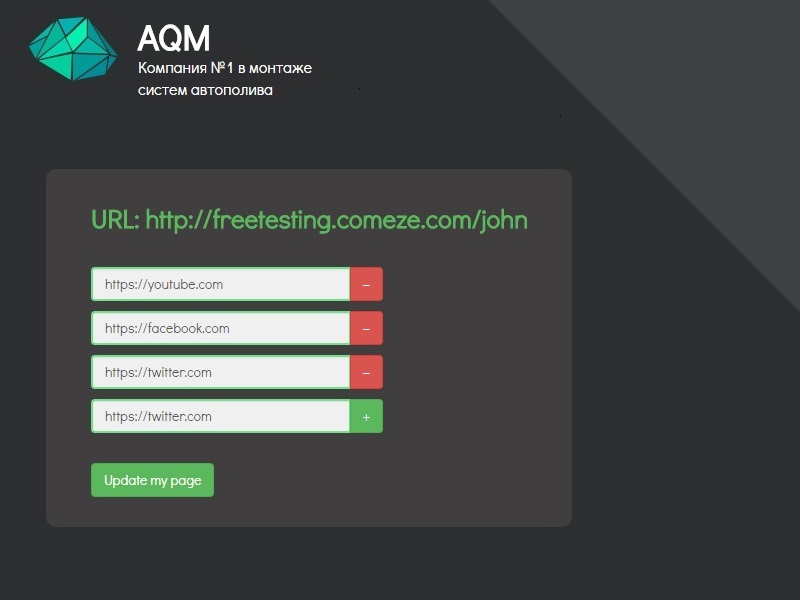 AQM
Компания №1 в монтаже
систем автополива
URL: http://freetesting.comeze.com/john
https://youtube.com –
https://facebook.com –
https://twitter.com –
https://twitter.com +
Update my page